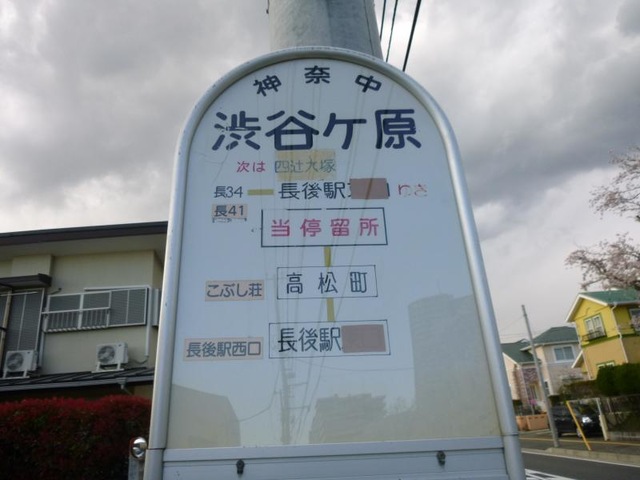 神奈中
渋谷ケ原
次は 四辻大塚
長34 長後駅 ゆき
長41
当停留所
こぶし荘 高松町
長後駅西口 長後駅